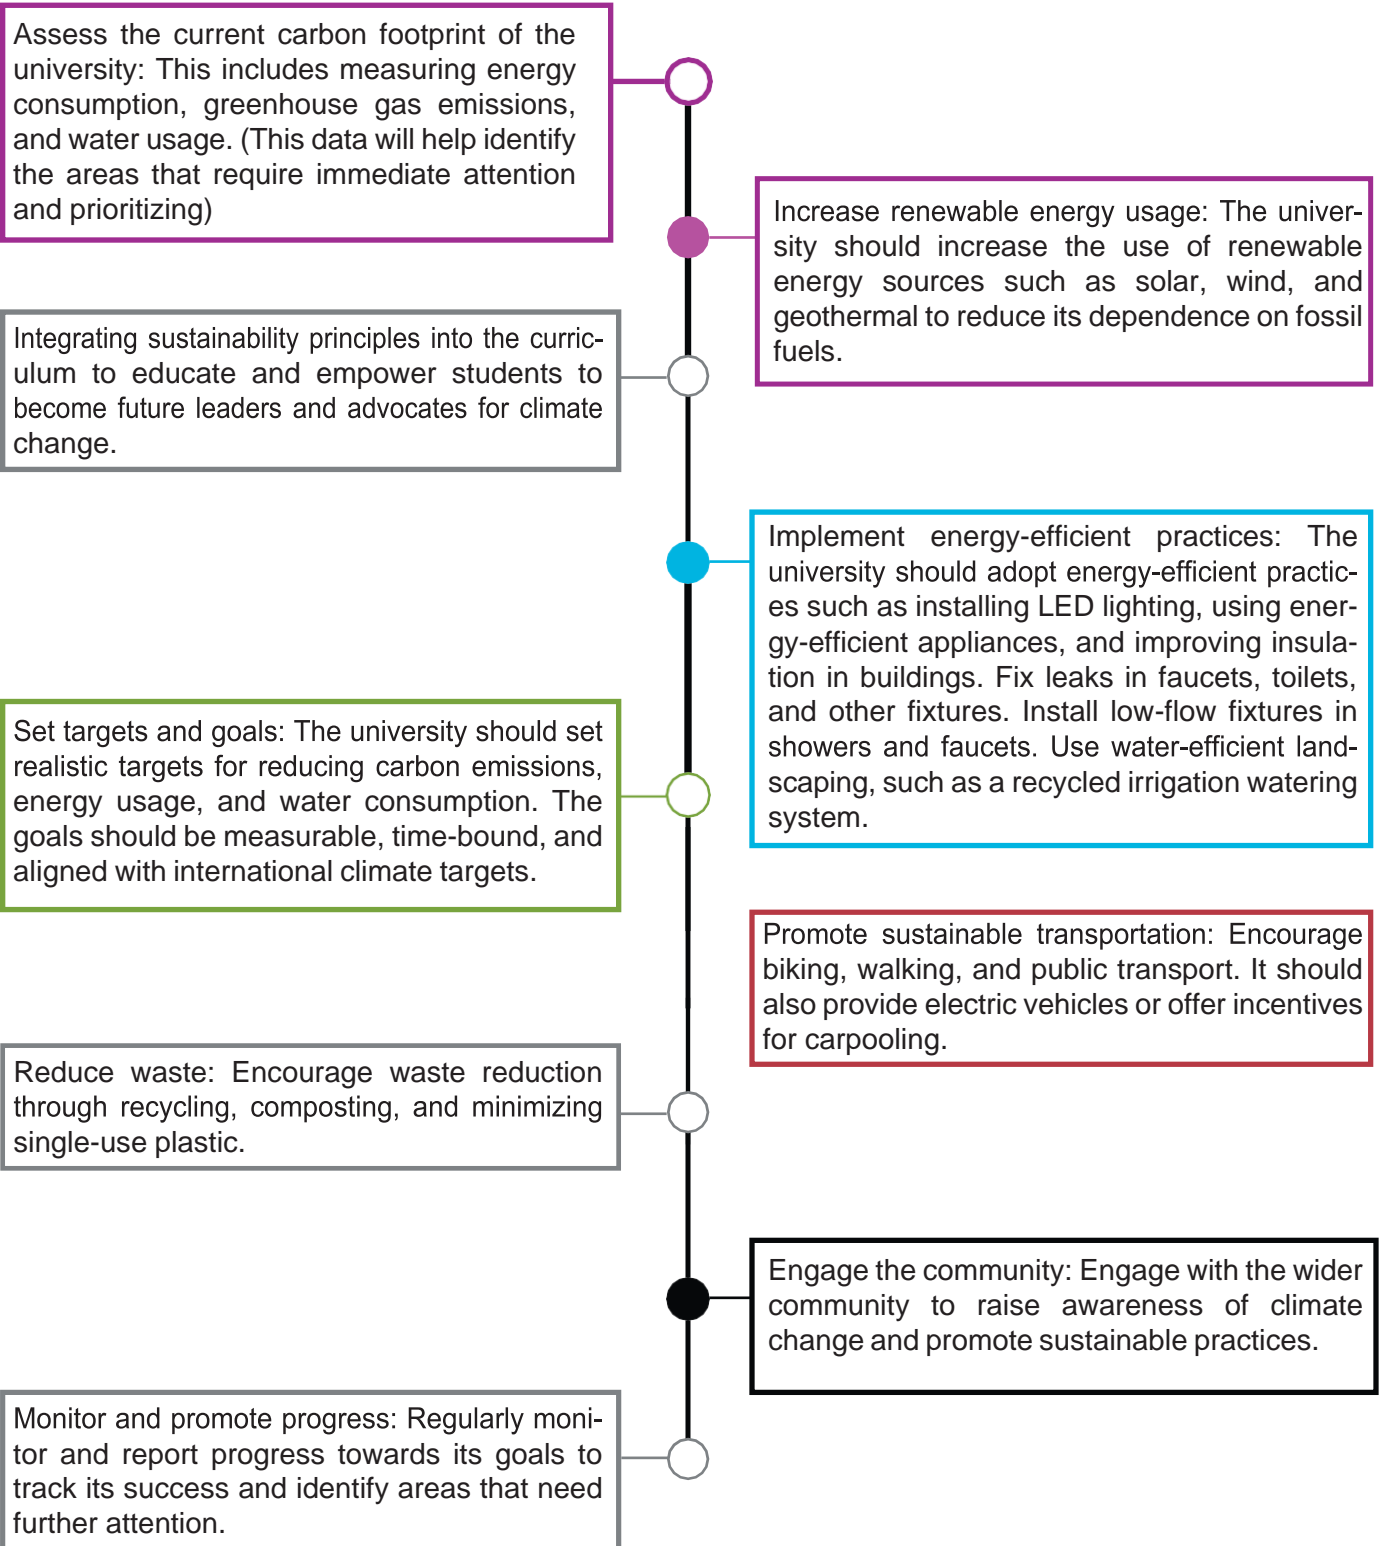 Assess the current carbon footprint of the
university: This includes measuring energy
consumption, greenhouse gas emissions,
and water usage. (This data will help identify
the areas that require immediate attention
and prioritizing)
Increase renewable energy usage: The univer-
sity should increase the use of renewable
energy sources such as solar, wind, and
geothermal to reduce its dependence on fossil
fuels.
Integrating sustainability principles into the curric-
ulum to educate and empower students to
become future leaders and advocates for climate
change.
Implement energy-efficient practices: The
university should adopt energy-efficient practic-
es such as installing LED lighting, using ener-
gy-efficient appliances, and improving insula-
tion in buildings. Fix leaks in faucets, toilets,
and other fixtures. Install low-flow fixtures in
showers and faucets. Use water-efficient land-
scaping, such as a recycled irrigation watering
system.
Set targets and goals: The university should set
realistic targets for reducing carbon emissions,
energy usage, and water consumption. The
goals should be measurable, time-bound, and
aligned with international climate targets.
Promote sustainable transportation: Encourage
biking, walking, and public transport. It should
also provide electric vehicles or offer incentives
for carpooling.
Reduce waste: Encourage waste reduction
through recycling, composting, and minimizing
single-use plastic.
Engage the community: Engage with the wider
community to raise awareness of climate
change and promote sustainable practices.
Monitor and promote progress: Regularly moni-
tor and report progress towards its goals to
track its success and identify areas that need
further attention.